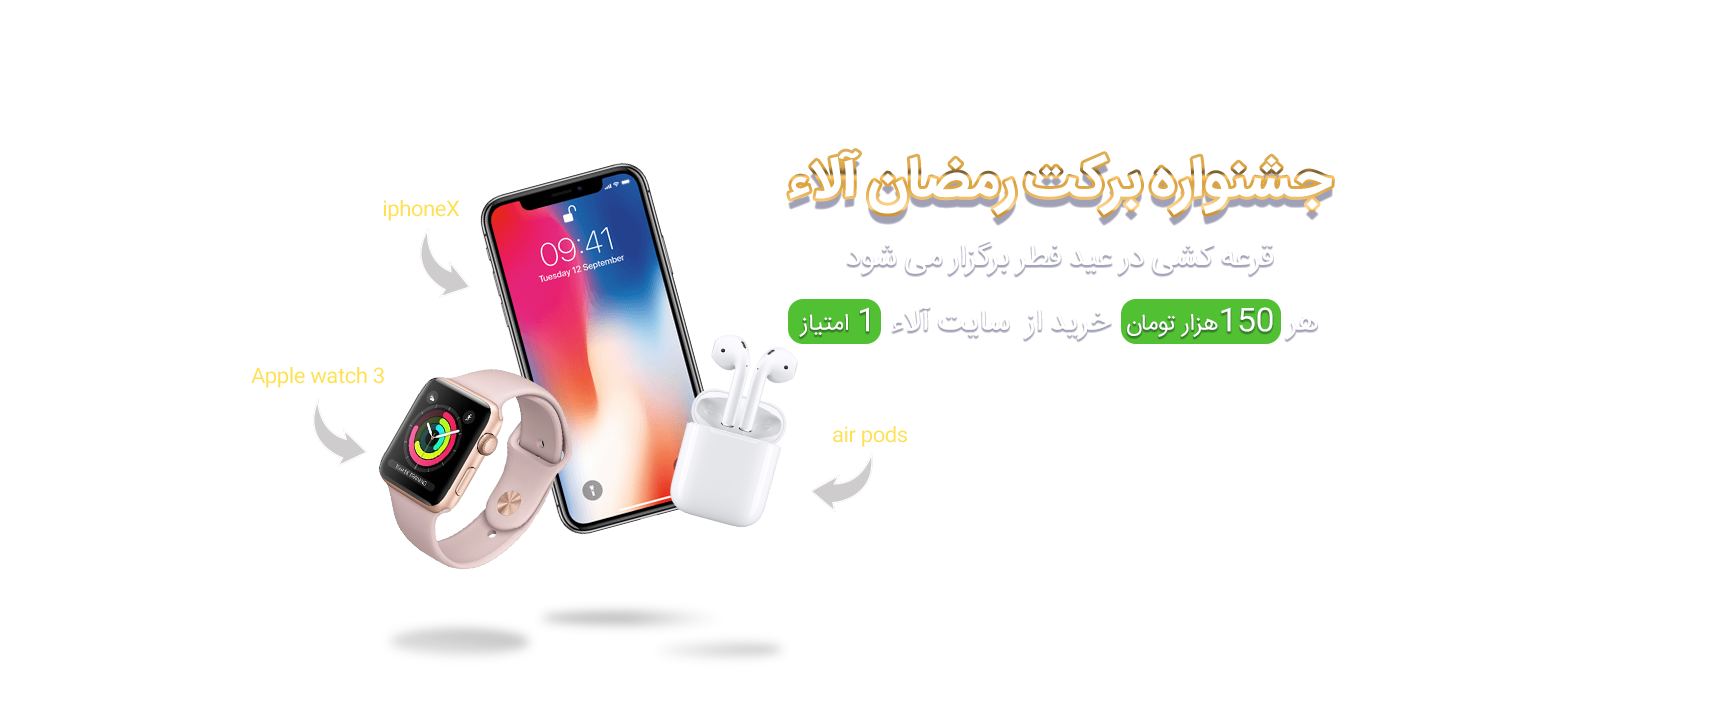 جشنواره برکت رمضان آلاء
قرعه کشی در عید فطر برگزار می شود
هر 150 هزار تومان خرید از سایت آلاء 1 امتیاز
iphoneX
09:41
Tuesday 12 September
Apple watch 3
air pods